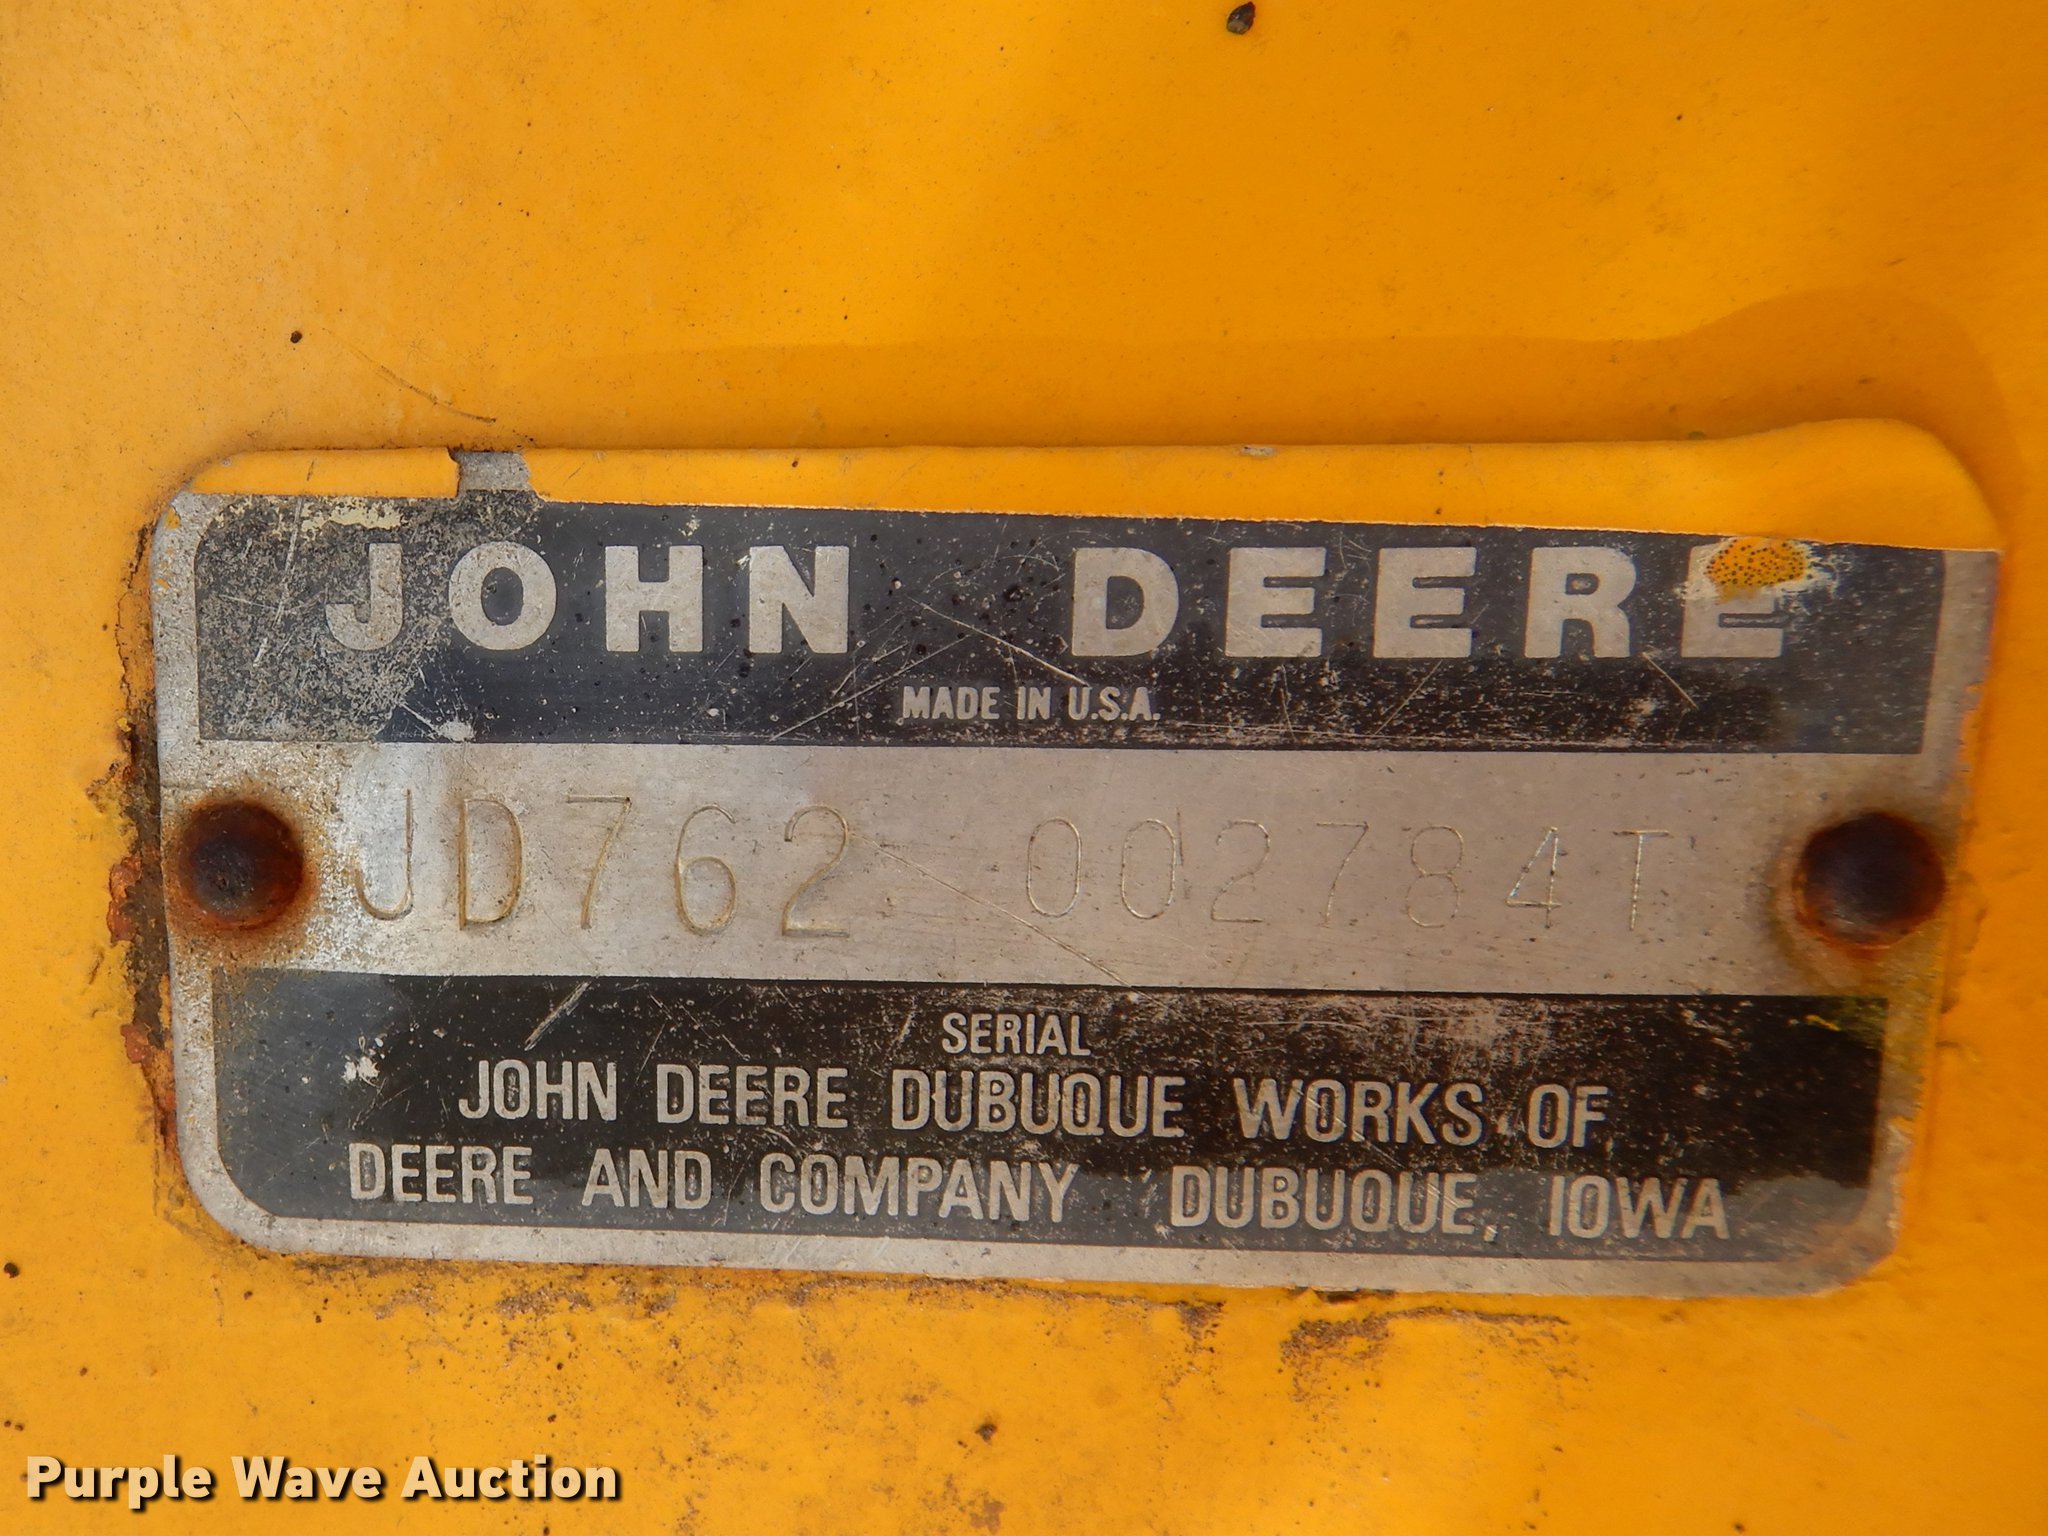 JOHN DEERE
MADE IN U.S.A.
JD762 002784T
SERIAL
JOHN DEERE DUBUQUE WORKS OF
DEERE AND COMPANY DUBUQUE, IOWA
Purple Wave Auction